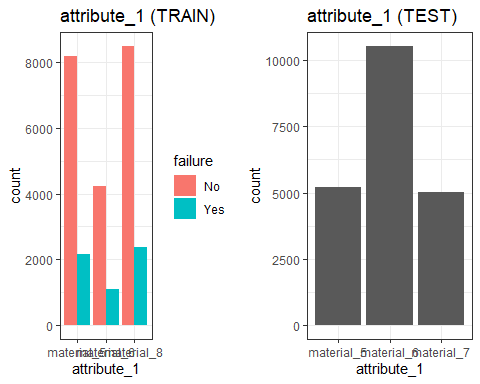 attribute_1 (TRAIN)
count
8000
6000
4000
2000
0
material_8
attribute_1
failure
No
Yes
attribute_1 (TEST)
count
10000
7500
5000
2500
0
material_5 material_6 material_7
attribute_1